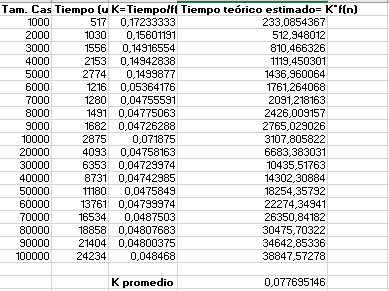 Tam. Cas Tiempo (u K=Tiempo/f( Tiempo teórico estimado= K*f(n)
1000 517 0,17233333 233,0854367
2000 1030 0,15601191 512,948012
3000 1556 0,14916554 810,466326
4000 2153 0,14942838 1119,450301
5000 2774 0,1499877 1436,960064
6000 1216 0,05364176 1761,264068
7000 1280 0,04755591 2091,218163
8000 1491 0,04775063 2426,009157
9000 1682 0,04726288 2765,029026
10000 2875 0,071875 3107,805822
20000 4093 0,04758163 6683,383031
30000 6353 0,04729974 10435,51763
40000 8731 0,04742985 14302,30884
50000 11180 0,0475849 18254,35792
60000 13761 0,04799974 22274,34941
70000 16534 0,0487503 26350,84182
80000 18858 0,04807683 30475,70322
90000 21404 0,04800375 34642,85336
100000 24234 0,048468 38847,57278
K promedio 0,077695146